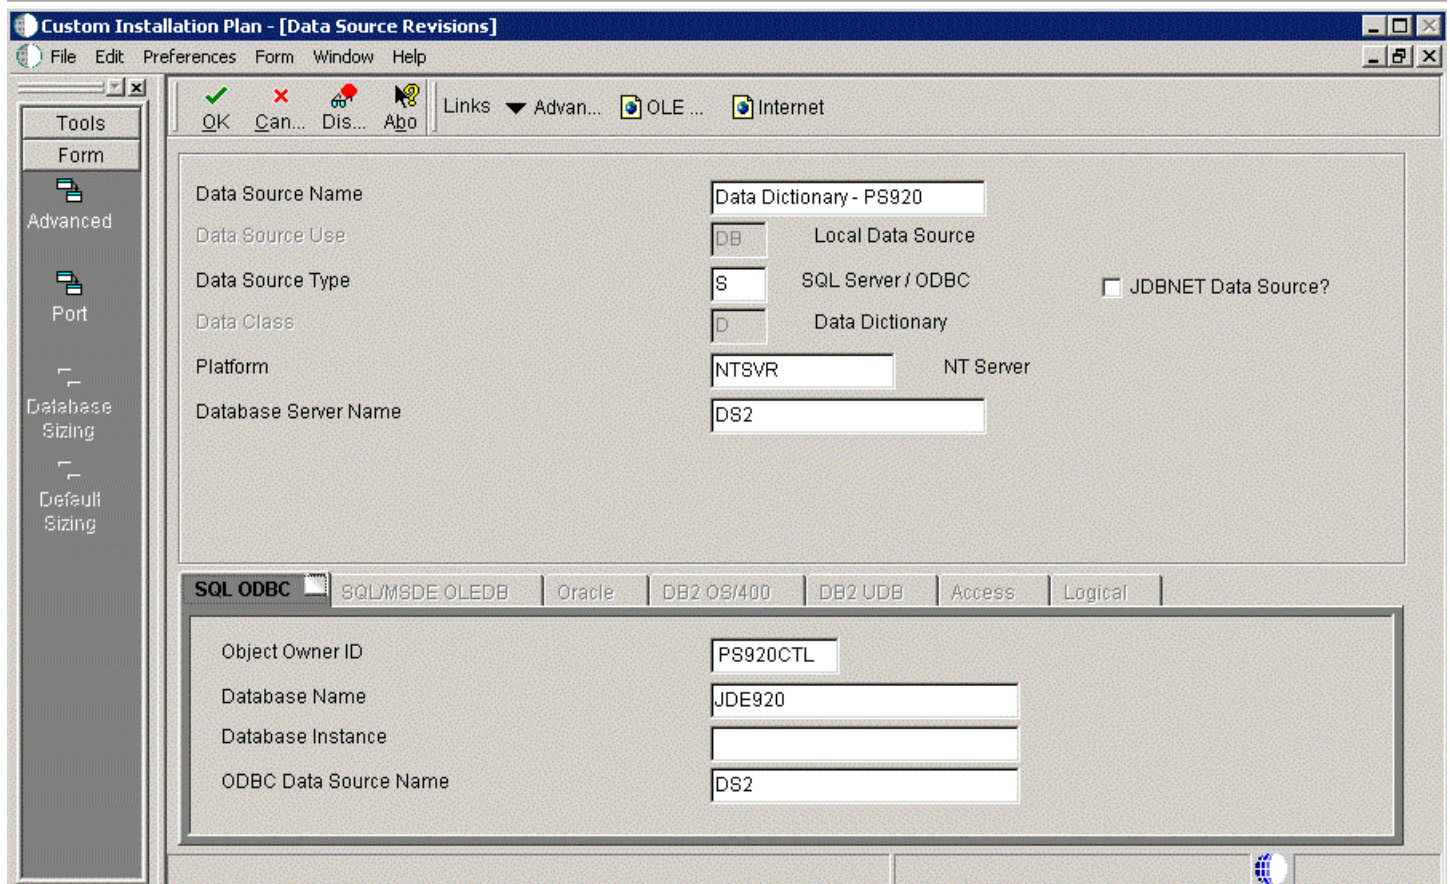 Custom Installation Plan - [Data Source Revisions]
File Edit Preferences Form Window Help
Tools
Form
Advanced
Port
Database
Sizing
Default
Sizing
OK Can... Dis... Abo Links Advan... OLE ... Internet
Data Source Name Data Dictionary - PS920
Data Source Use DB Local Data Source
Data Source Type S SQL Server / ODBC JDBNET Data Source?
Data Class D Data Dictionary
Platform NTSVR NT Server
Database Server Name DS2
SQL ODBC SQL/MSDE OLEDB Oracle DB2 OS/400 DB2 UDB Access Logical
Object Owner ID PS920CTL
Database Name JDE920
Database Instance
ODBC Data Source Name DS2